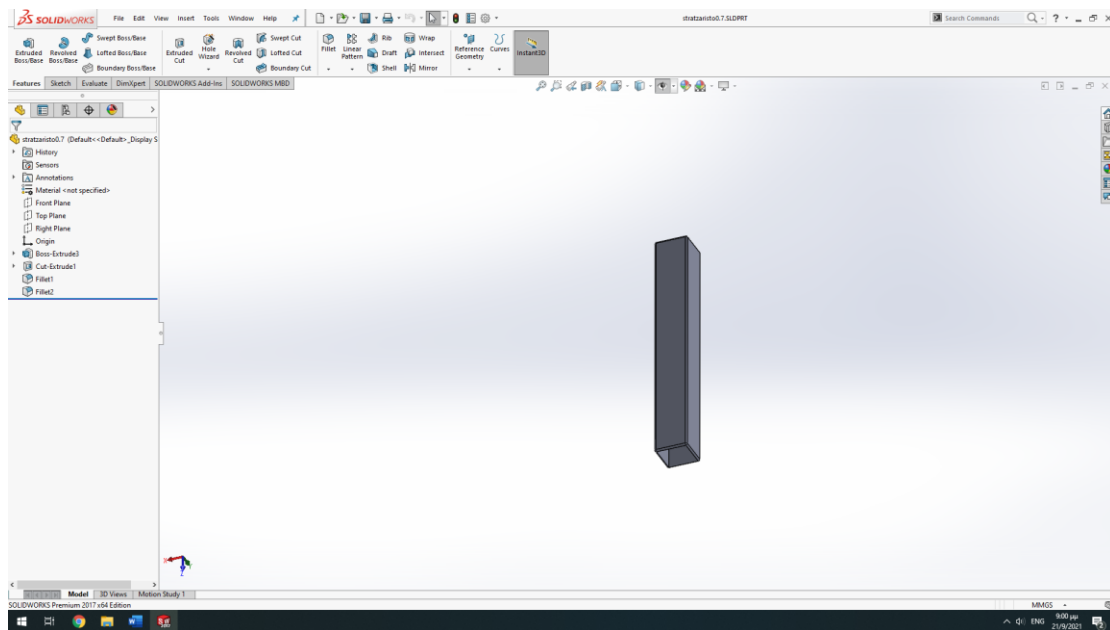 SOLIDWORKS File Edit View Insert Tools Window Help stratzaristo0.7.SLDPRT Search Commands
Extruded Boss/Base
Revolved Boss/Base
Swept Boss/Base
Lofted Boss/Base
Boundary Boss/Base
Extruded Cut
Hole Wizard
Revolved Cut
Swept Cut
Lofted Cut
Boundary Cut
Fillet
Linear Pattern
Rib
Draft
Shell
Wrap
Intersect
Mirror
Reference Geometry
Curves
Instant3D
Features Sketch Evaluate DimXpert SOLIDWORKS Add-Ins SOLIDWORKS MBD
stratzaristo0.7 (Default<<Default>_Display S
History
Sensors
Annotations
Material <not specified>
Front Plane
Top Plane
Right Plane
Origin
Boss-Extrude3
Cut-Extrude1
Fillet1
Fillet2
Z
Model 3D Views Motion Study 1
SOLIDWORKS Premium 2017 x64 Edition MMGS
ENG 9:00 μμ
21/9/2021